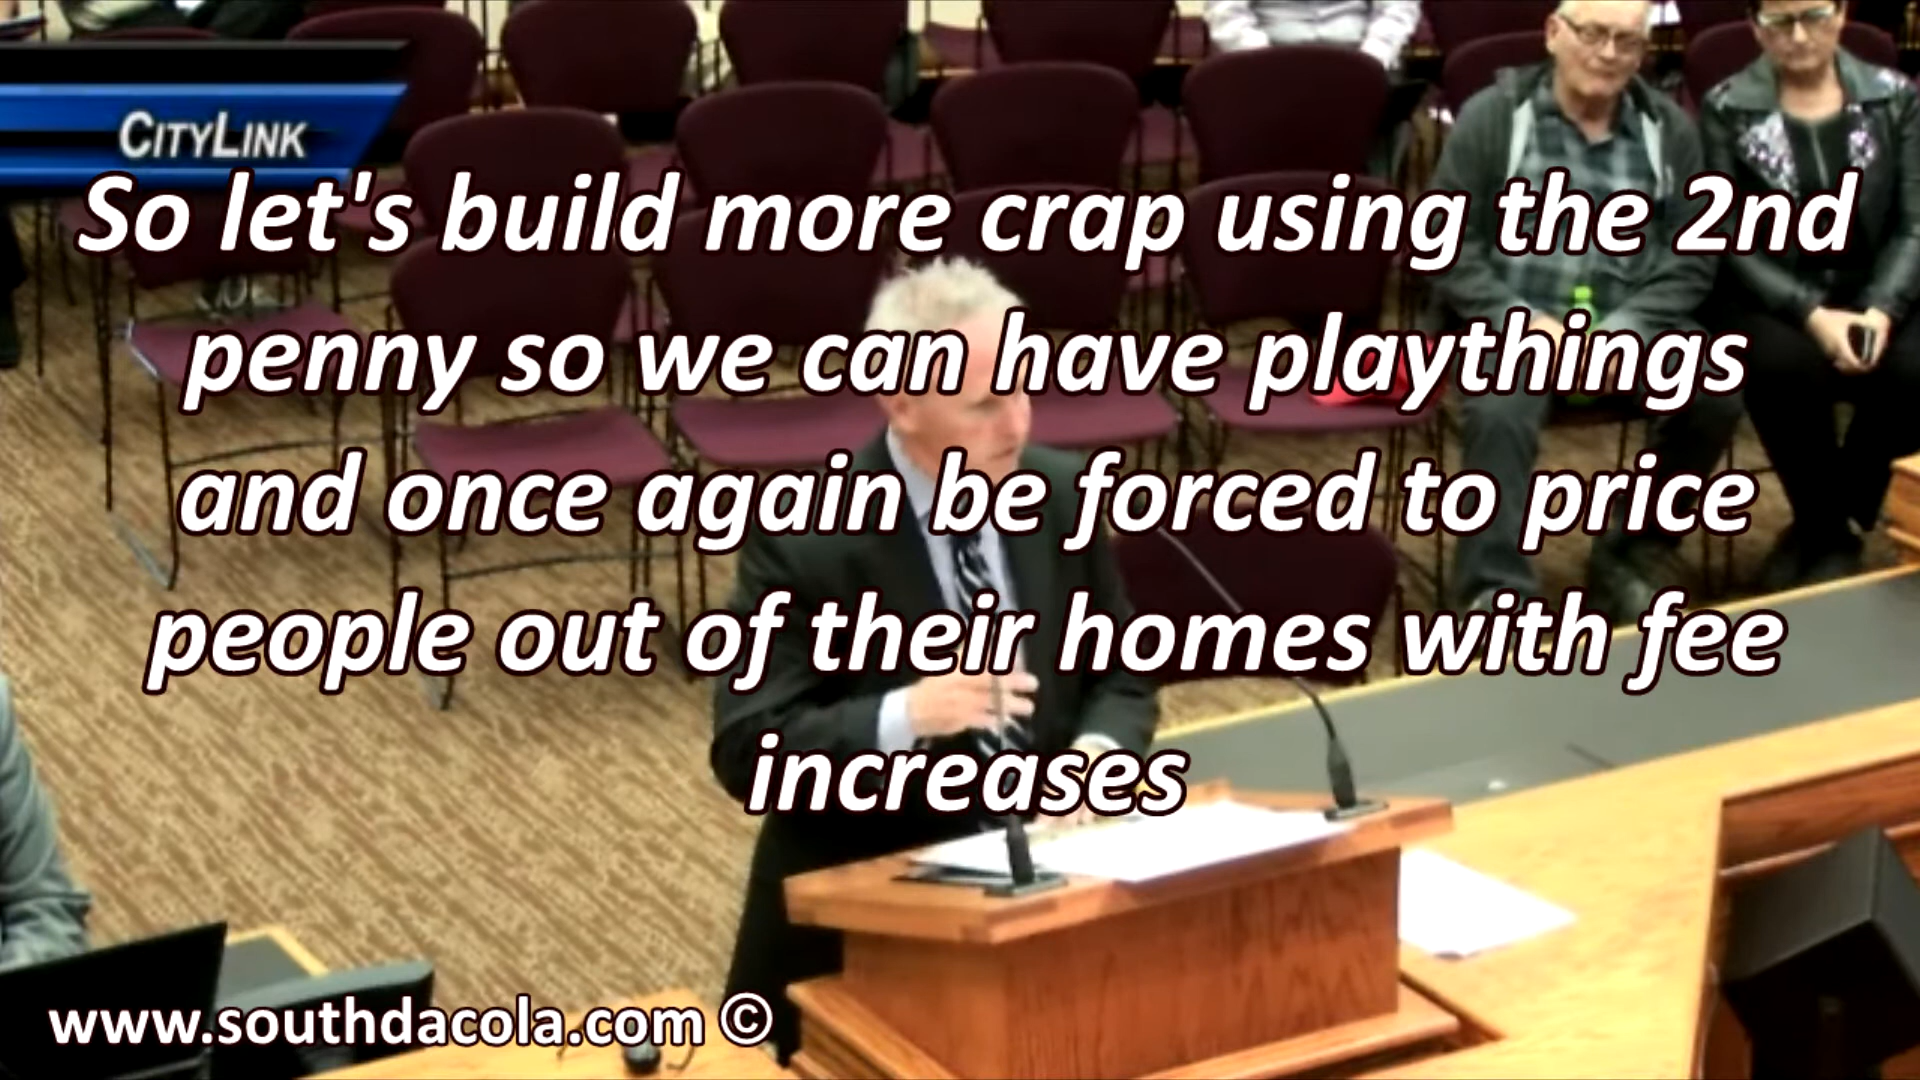 CityLink
So let's build more crap using the 2nd
penny so we can have playthings
and once again be forced to price
people out of their homes with fee
increases
www.southdacola.com ©